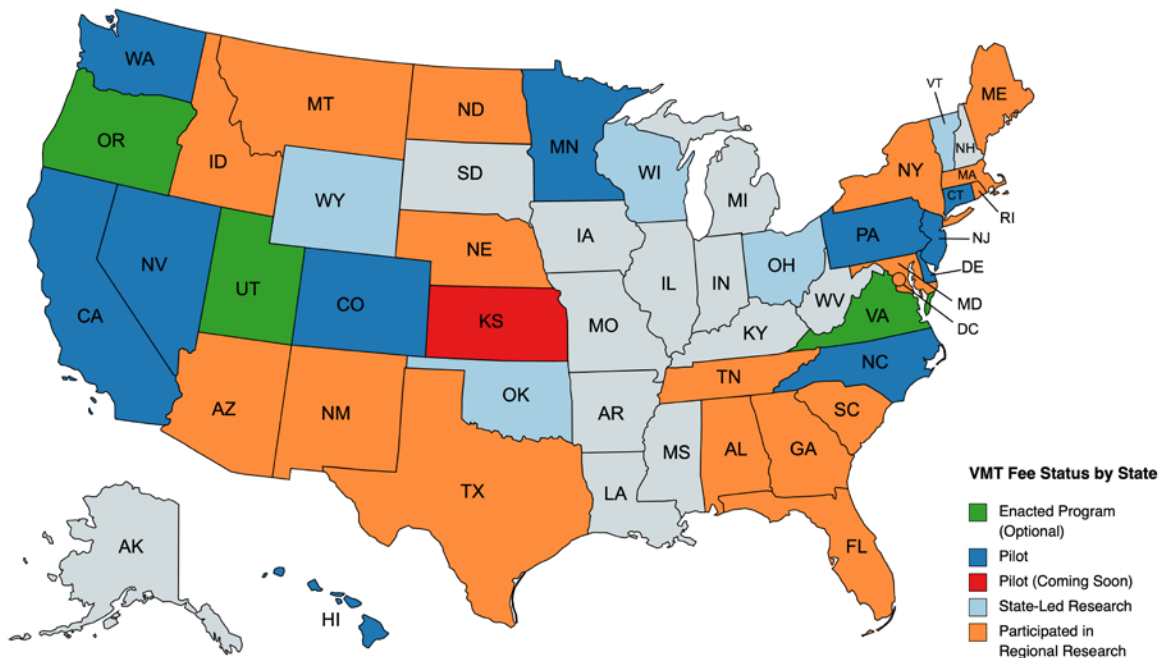 WA
MT
ND
MN
VT
ME
OR
ID
SD
WI
NH
NY
MA
WY
MI
CT
RI
IA
PA
NJ
NE
NV
UT
CO
IL
IN
OH
DE
CA
KS
MO
WV
VA
MD
KY
DC
NC
TN
OK
AZ
NM
AR
SC
MS
AL
GA
TX
LA
FL
AK
HI
VMT Fee Status by State
Enacted Program
(Optional)
Pilot
Pilot (Coming Soon)
State-Led Research
Participated in
Regional Research